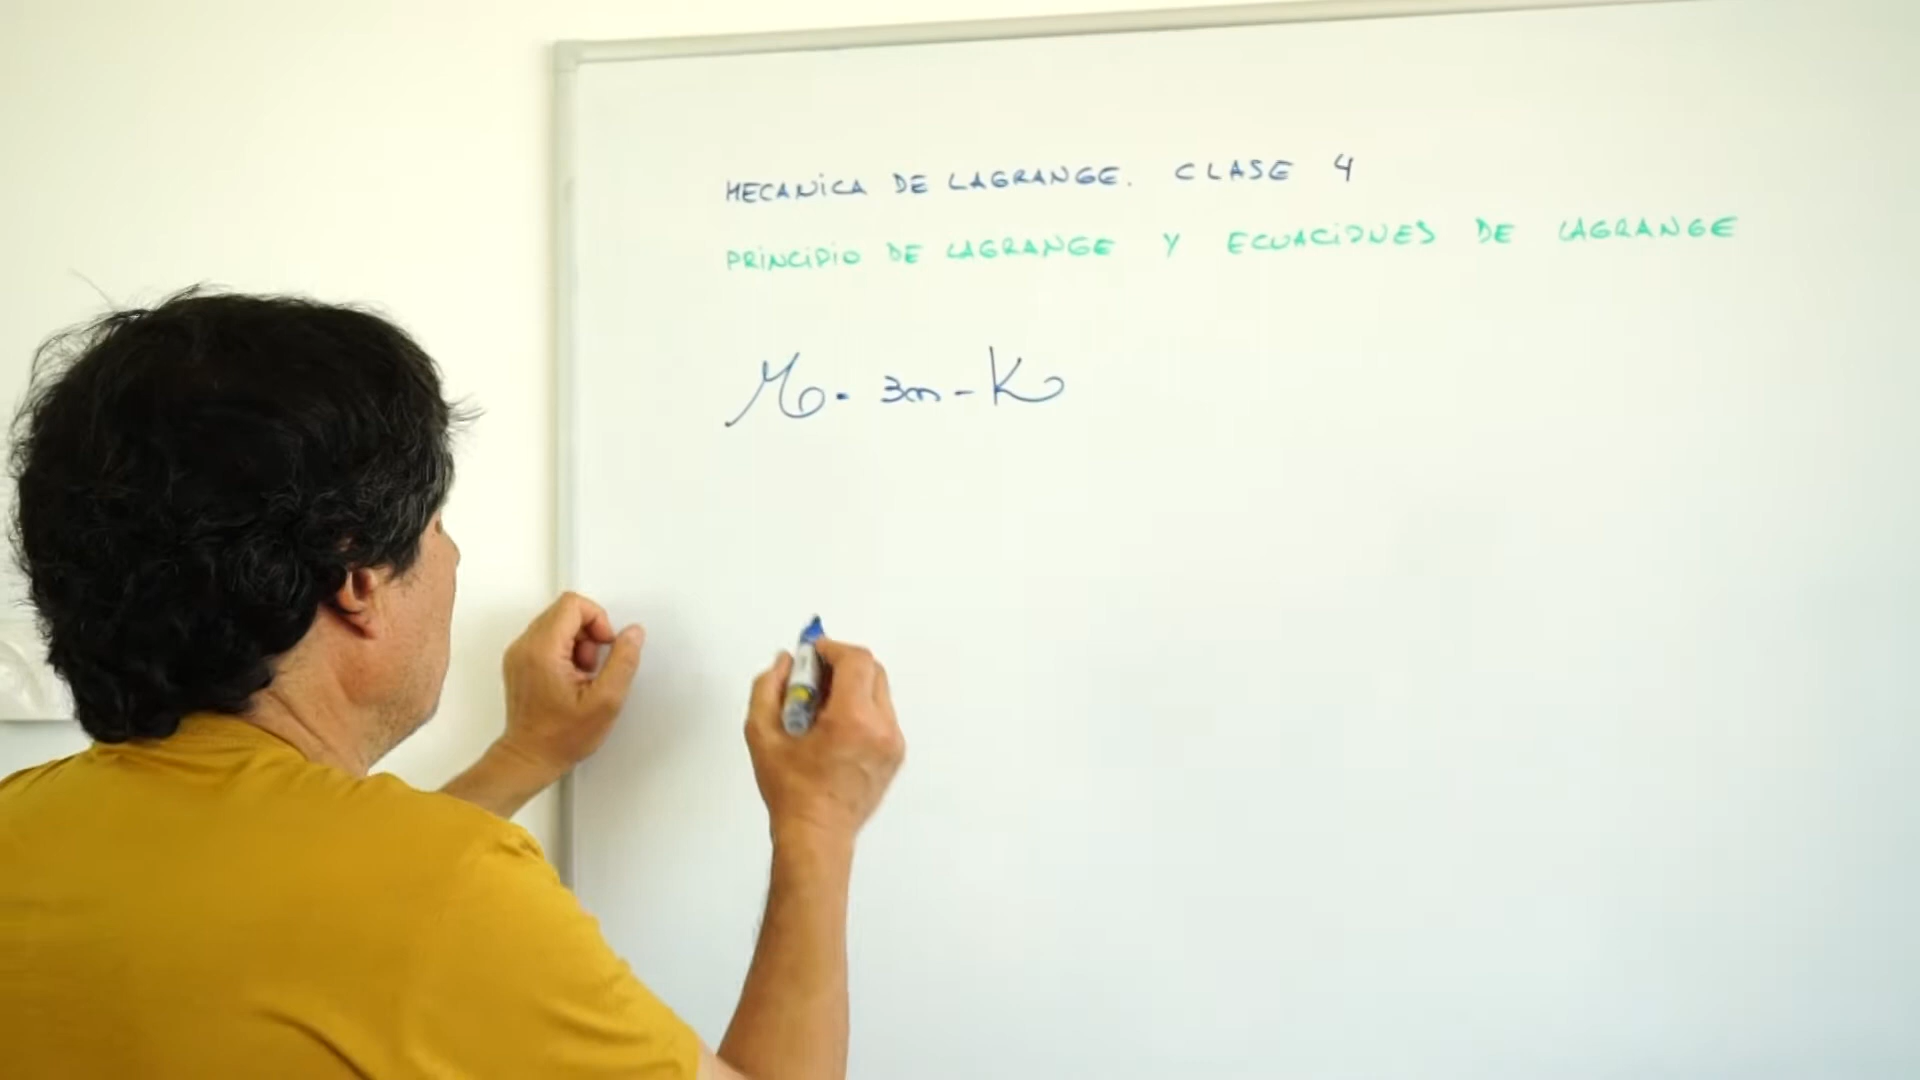 MECANICA DE LAGRANGE. CLASE 4
PRINCIPIO DE LAGRANGE Y ECUACIONES DE LAGRANGE
M. 3n - K